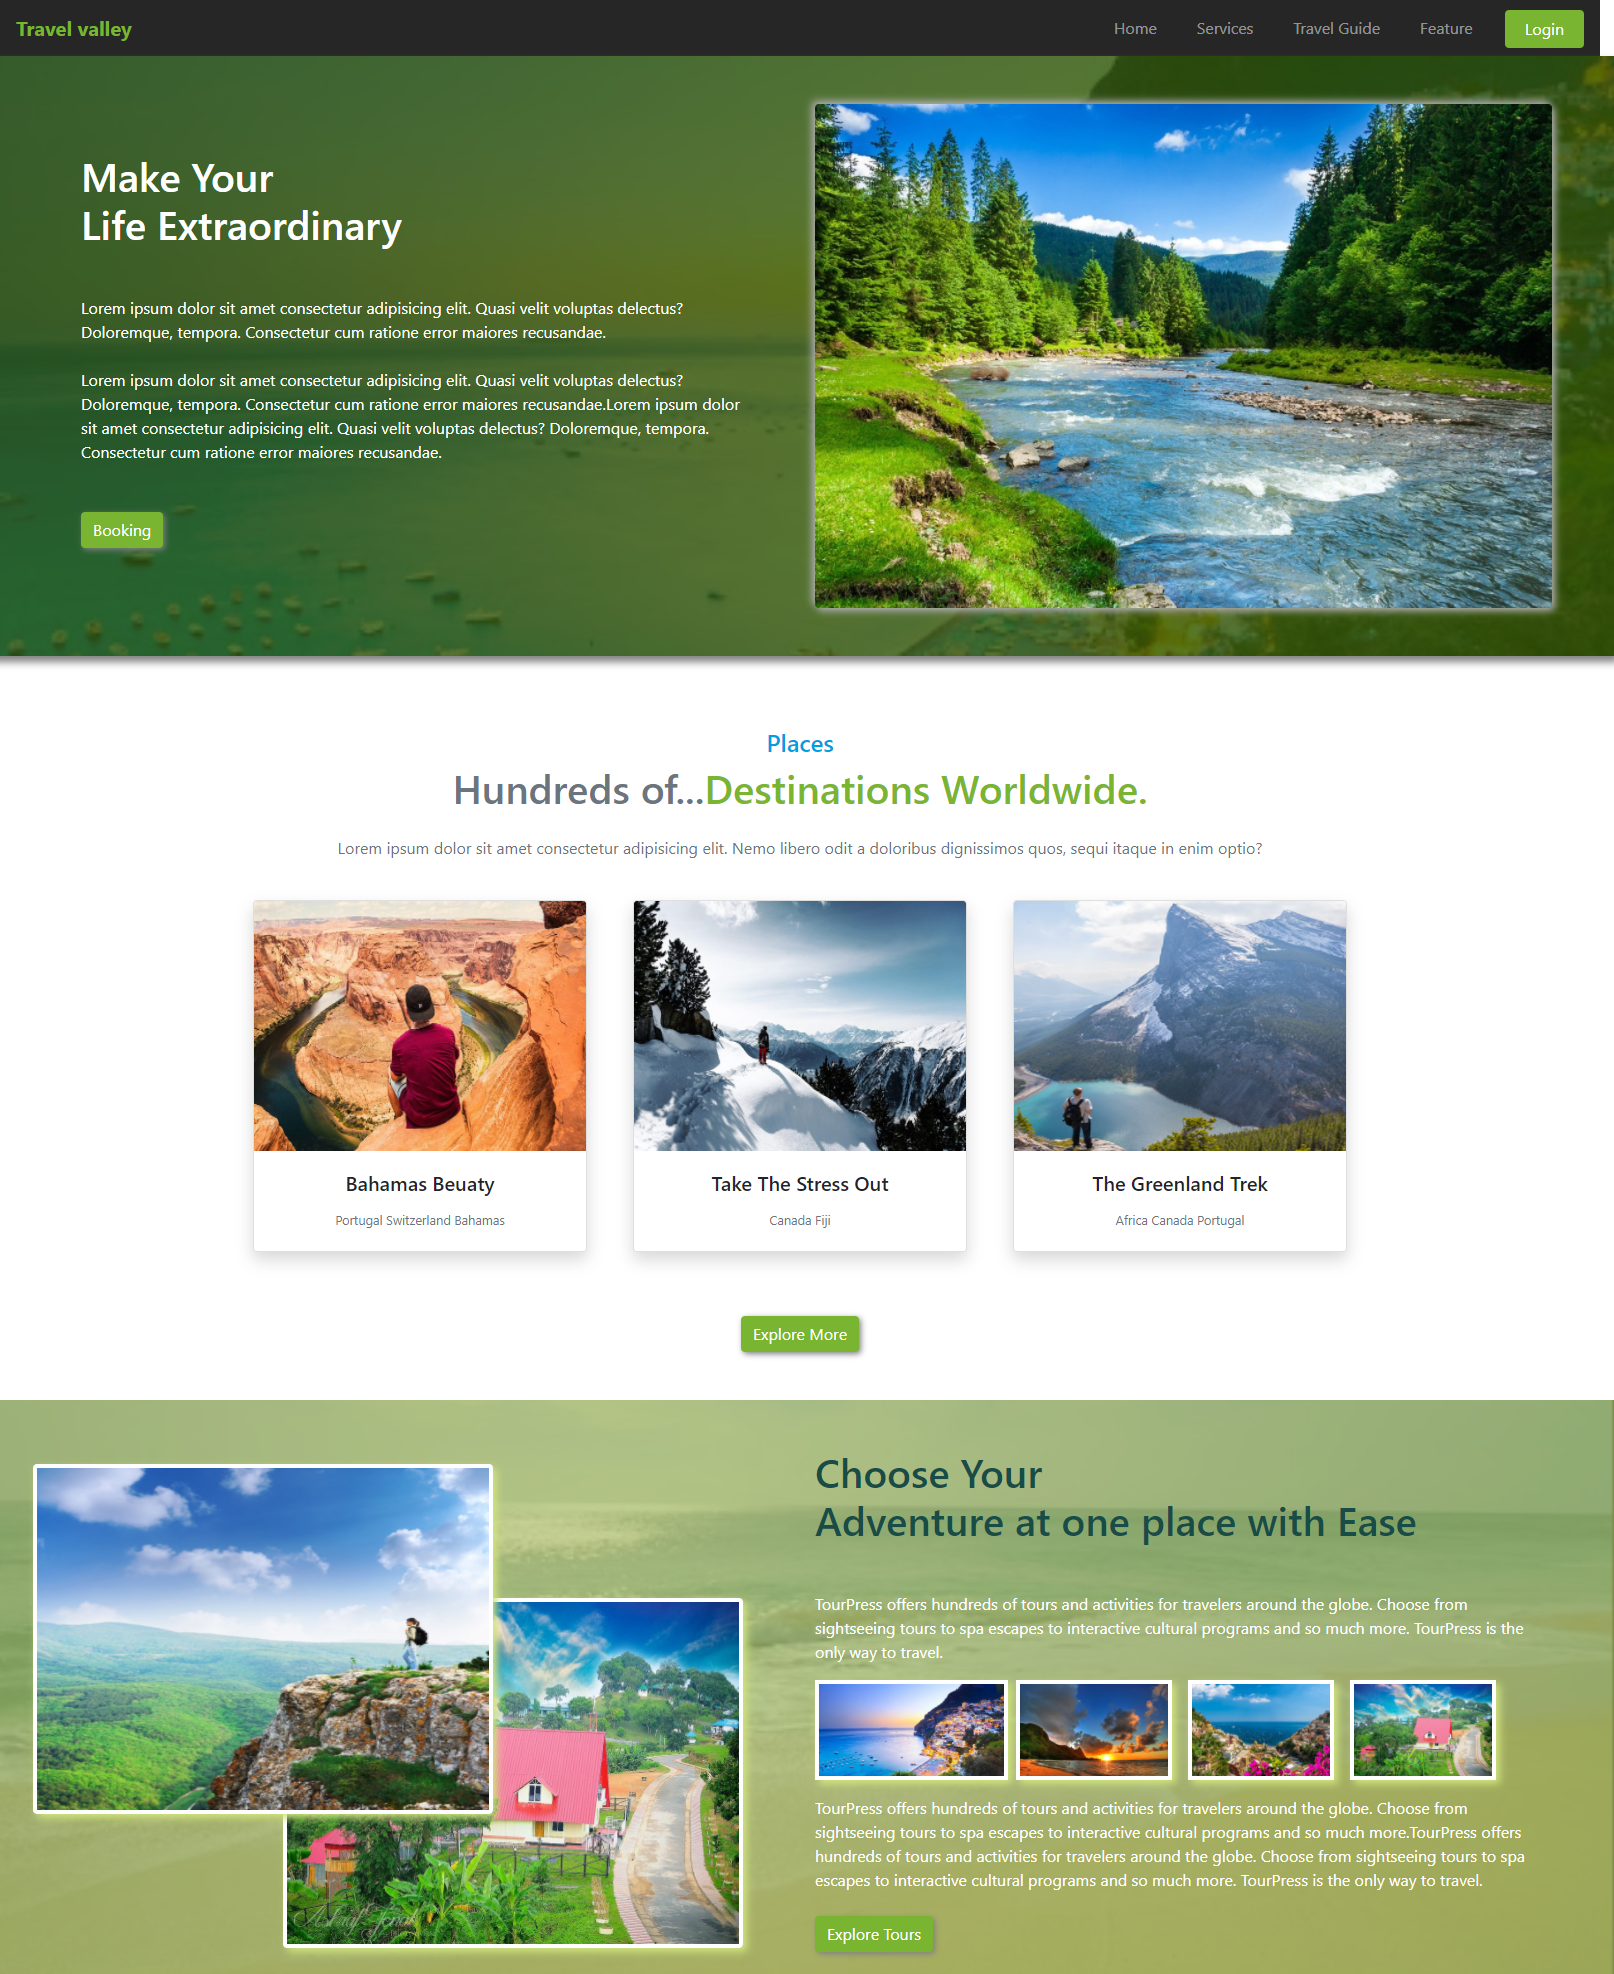 Travel valley
Home
Services
Travel Guide
Feature
Login
Make Your
Life Extraordinary
Lorem ipsum dolor sit amet consectetur adipisicing elit. Quasi velit voluptas delectus?
Doloremque, tempora. Consectetur cum ratione error maiores recusandae.
Lorem ipsum dolor sit amet consectetur adipisicing elit. Quasi velit voluptas delectus?
Doloremque, tempora. Consectetur cum ratione error maiores recusandae.Lorem ipsum dolor
sit amet consectetur adipisicing elit. Quasi velit voluptas delectus? Doloremque, tempora.
Consectetur cum ratione error maiores recusandae.
Booking
Places
Hundreds of...Destinations Worldwide.
Lorem ipsum dolor sit amet consectetur adipisicing elit. Nemo libero odit a doloribus dignissimos quos, sequi itaque in enim optio?
Bahamas Beuaty
Portugal Switzerland Bahamas
Take The Stress Out
Canada Fiji
The Greenland Trek
Africa Canada Portugal
Explore More
Choose Your
Adventure at one place with Ease
TourPress offers hundreds of tours and activities for travelers around the globe. Choose from
sightseeing tours to spa escapes to interactive cultural programs and so much more. TourPress is the
only way to travel.
TourPress offers hundreds of tours and activities for travelers around the globe. Choose from
sightseeing tours to spa escapes to interactive cultural programs and so much more.TourPress offers
hundreds of tours and activities for travelers around the globe. Choose from sightseeing tours to spa
escapes to interactive cultural programs and so much more. TourPress is the only way to travel.
Explore Tours